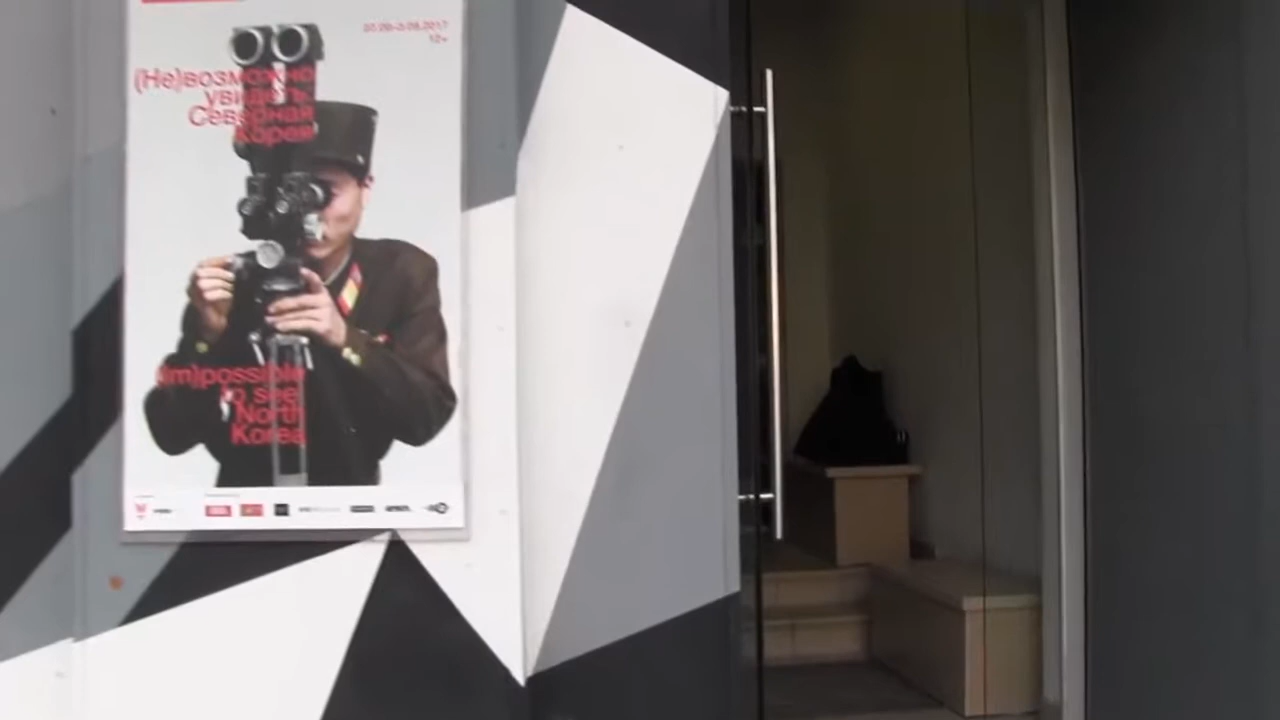 12+
(Не)возможно
увидеть:
Северная
Корея
(im)possible
to see:
North
Korea